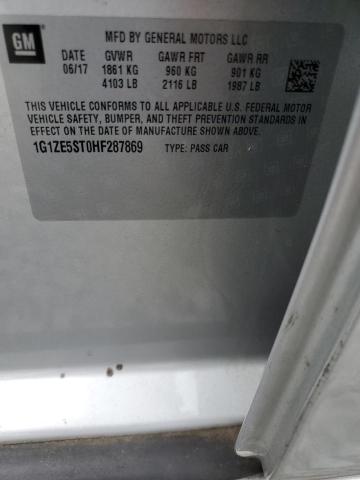 GM
MFD BY GENERAL MOTORS LLC
DATE GVWR GAWR FRT GAWR RR
06/17 1861 KG 960 KG 901 KG
4103 LB 2116 LB 1987 LB
THIS VEHICLE CONFORMS TO ALL APPLICABLE U.S. FEDERAL MOTOR
VEHICLE SAFETY, BUMPER, AND THEFT PREVENTION STANDARDS
IN EFFECT ON THE DATE OF MANUFACTURE SHOWN ABOVE.
1G1ZE5ST0HF287869 TYPE: PASS CAR